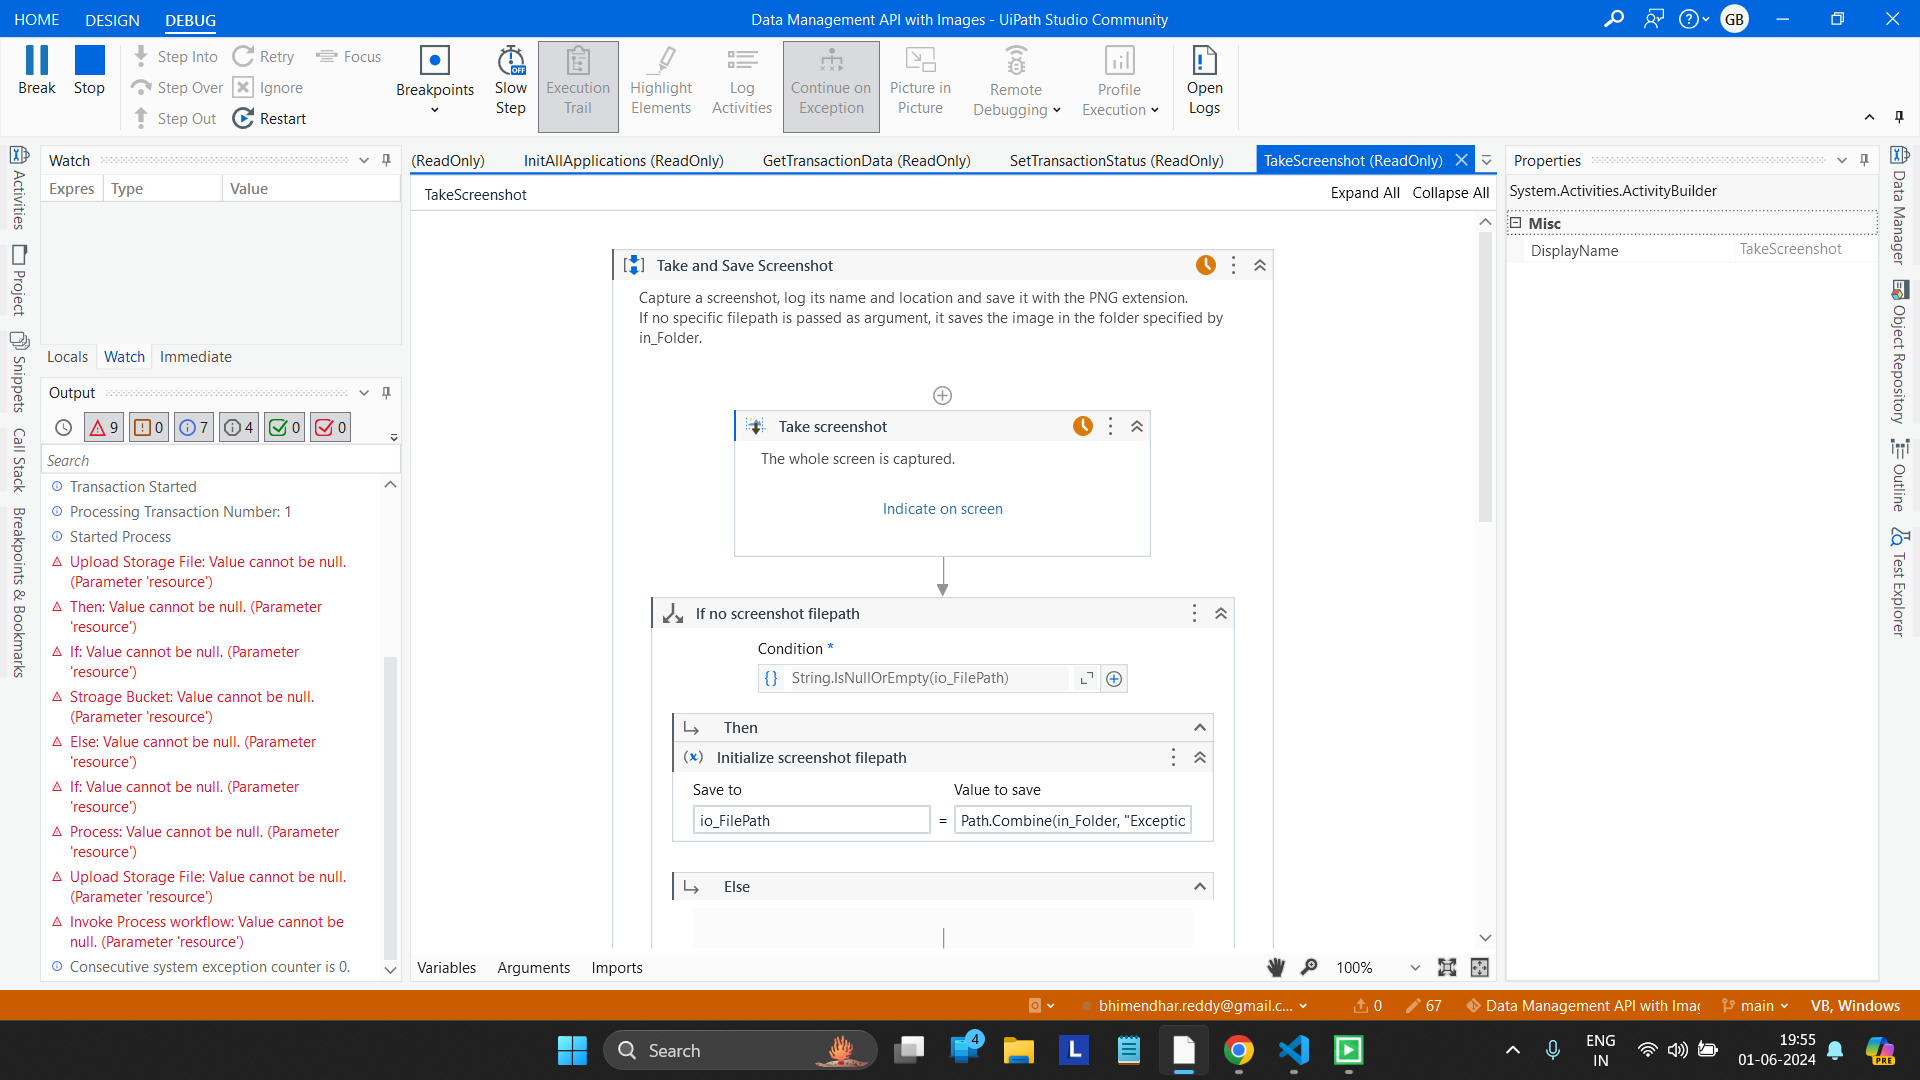 HOME DESIGN DEBUG
Data Management API with Images - UiPath Studio Community
GB
Break
Stop
Step Into
Step Over
Step Out
Retry
Ignore
Restart
Focus
Breakpoints
OFF
Slow
Step
Execution
Trail
Highlight
Elements
Log
Activities
Continue on
Exception
Picture in
Picture
Remote
Debugging
Profile
Execution
Open
Logs
Activities
Project
Snippets
Call Stack
Breakpoints & Bookmarks
Watch
Expres Type Value
Locals Watch Immediate
Output
9 0 7 4 0 0
Search
Transaction Started
Processing Transaction Number: 1
Started Process
Upload Storage File: Value cannot be null.
(Parameter 'resource')
Then: Value cannot be null. (Parameter
'resource')
If: Value cannot be null. (Parameter
'resource')
Stroage Bucket: Value cannot be null.
(Parameter 'resource')
Else: Value cannot be null. (Parameter
'resource')
If: Value cannot be null. (Parameter
'resource')
Process: Value cannot be null. (Parameter
'resource')
Upload Storage File: Value cannot be null.
(Parameter 'resource')
Invoke Process workflow: Value cannot be
null. (Parameter 'resource')
Consecutive system exception counter is 0.
(ReadOnly) InitAllApplications (ReadOnly) GetTransactionData (ReadOnly) SetTransactionStatus (ReadOnly) TakeScreenshot (ReadOnly)
TakeScreenshot
Expand All Collapse All
Take and Save Screenshot
Capture a screenshot, log its name and location and save it with the PNG extension.
If no specific filepath is passed as argument, it saves the image in the folder specified by
in_Folder.
Take screenshot
The whole screen is captured.
Indicate on screen
If no screenshot filepath
Condition *
{} String.IsNullOrEmpty(io_FilePath)
Then
(x) Initialize screenshot filepath
Save to Value to save
io_FilePath = Path.Combine(in_Folder, "Exceptic
Else
Variables Arguments Imports
100%
Properties
System.Activities.ActivityBuilder
Misc
DisplayName TakeScreenshot
Data Manager
Object Repository
Outline
Test Explorer
bhimendhar.reddy@gmail.c... 0 67 Data Management API with Imag main VB, Windows
Search
4
L
ENG
IN
19:55
01-06-2024
PRE